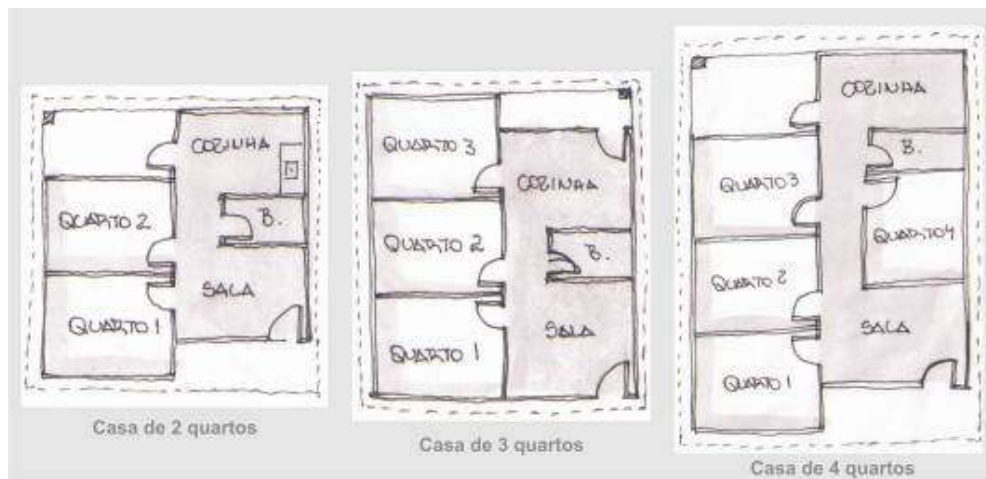 COZINHA
QUARTO 2
B.
SALA
QUARTO 1
Casa de 2 quartos
QUARTO 3
COZINHA
QUARTO 2
B.
QUARTO 1
SALA
Casa de 3 quartos
COZINHA
B.
QUARTO 3
QUARTO 4
QUARTO 2
SALA
QUARTO 1
Casa de 4 quartos